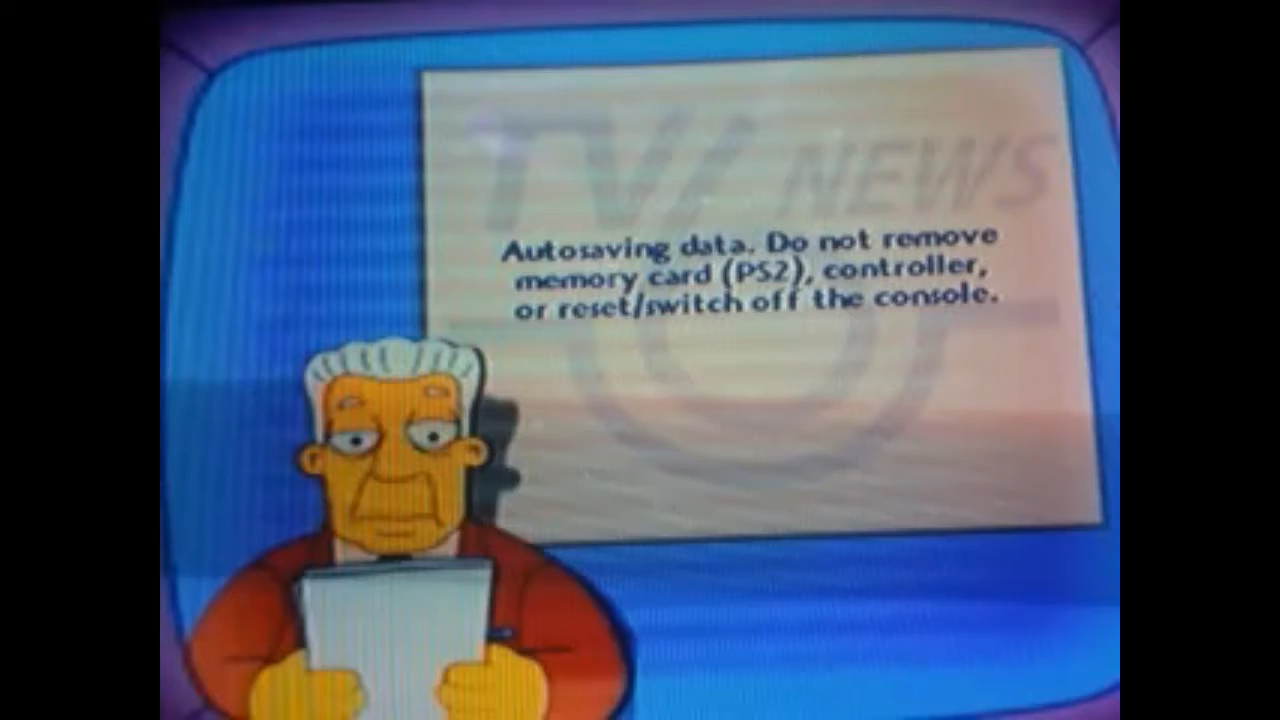 TV/ NEWS
Autosaving data. Do not remove
memory card (PS2), controller,
or reset/switch off the console.